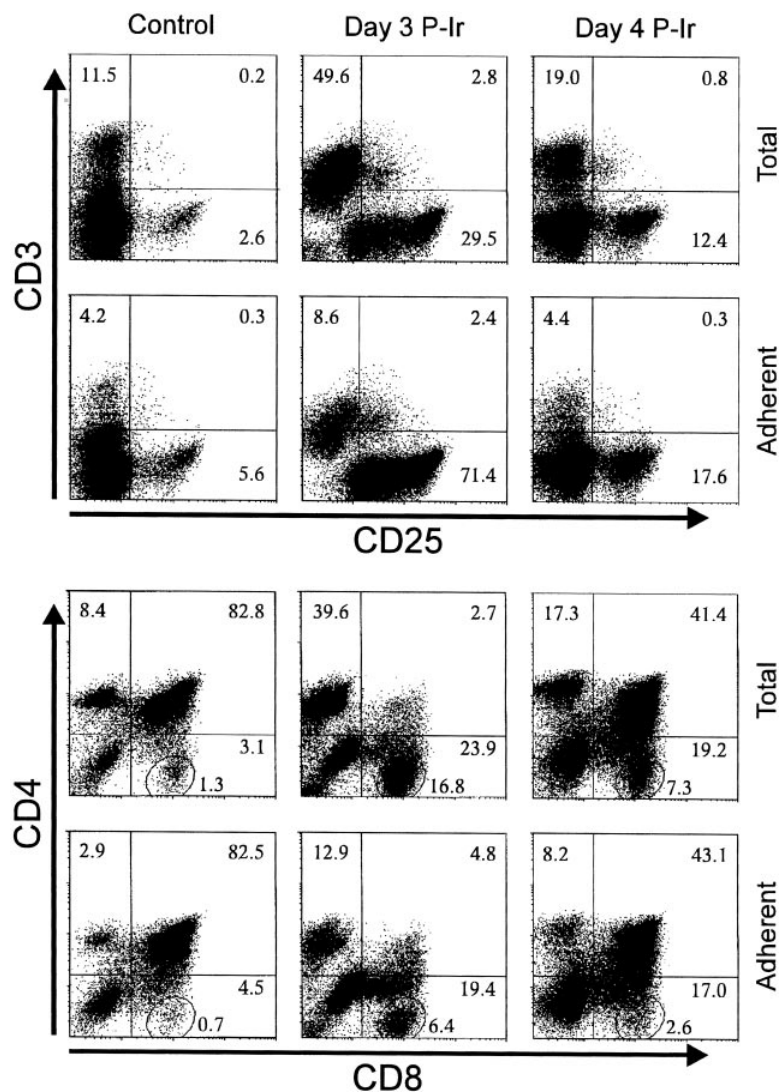 Control Day 3 P-Ir Day 4 P-Ir
11.5 0.2 49.6 2.8 19.0 0.8
Total
2.6 29.5 12.4
CD3
4.2 0.3 8.6 2.4 4.4 0.3
Adherent
5.6 71.4 17.6
CD25
8.4 82.8 39.6 2.7 17.3 41.4
Total
3.1 23.9 19.2
1.3 16.8 7.3
CD4
2.9 82.5 12.9 4.8 8.2 43.1
Adherent
4.5 19.4 17.0
0.7 6.4 2.6
CD8